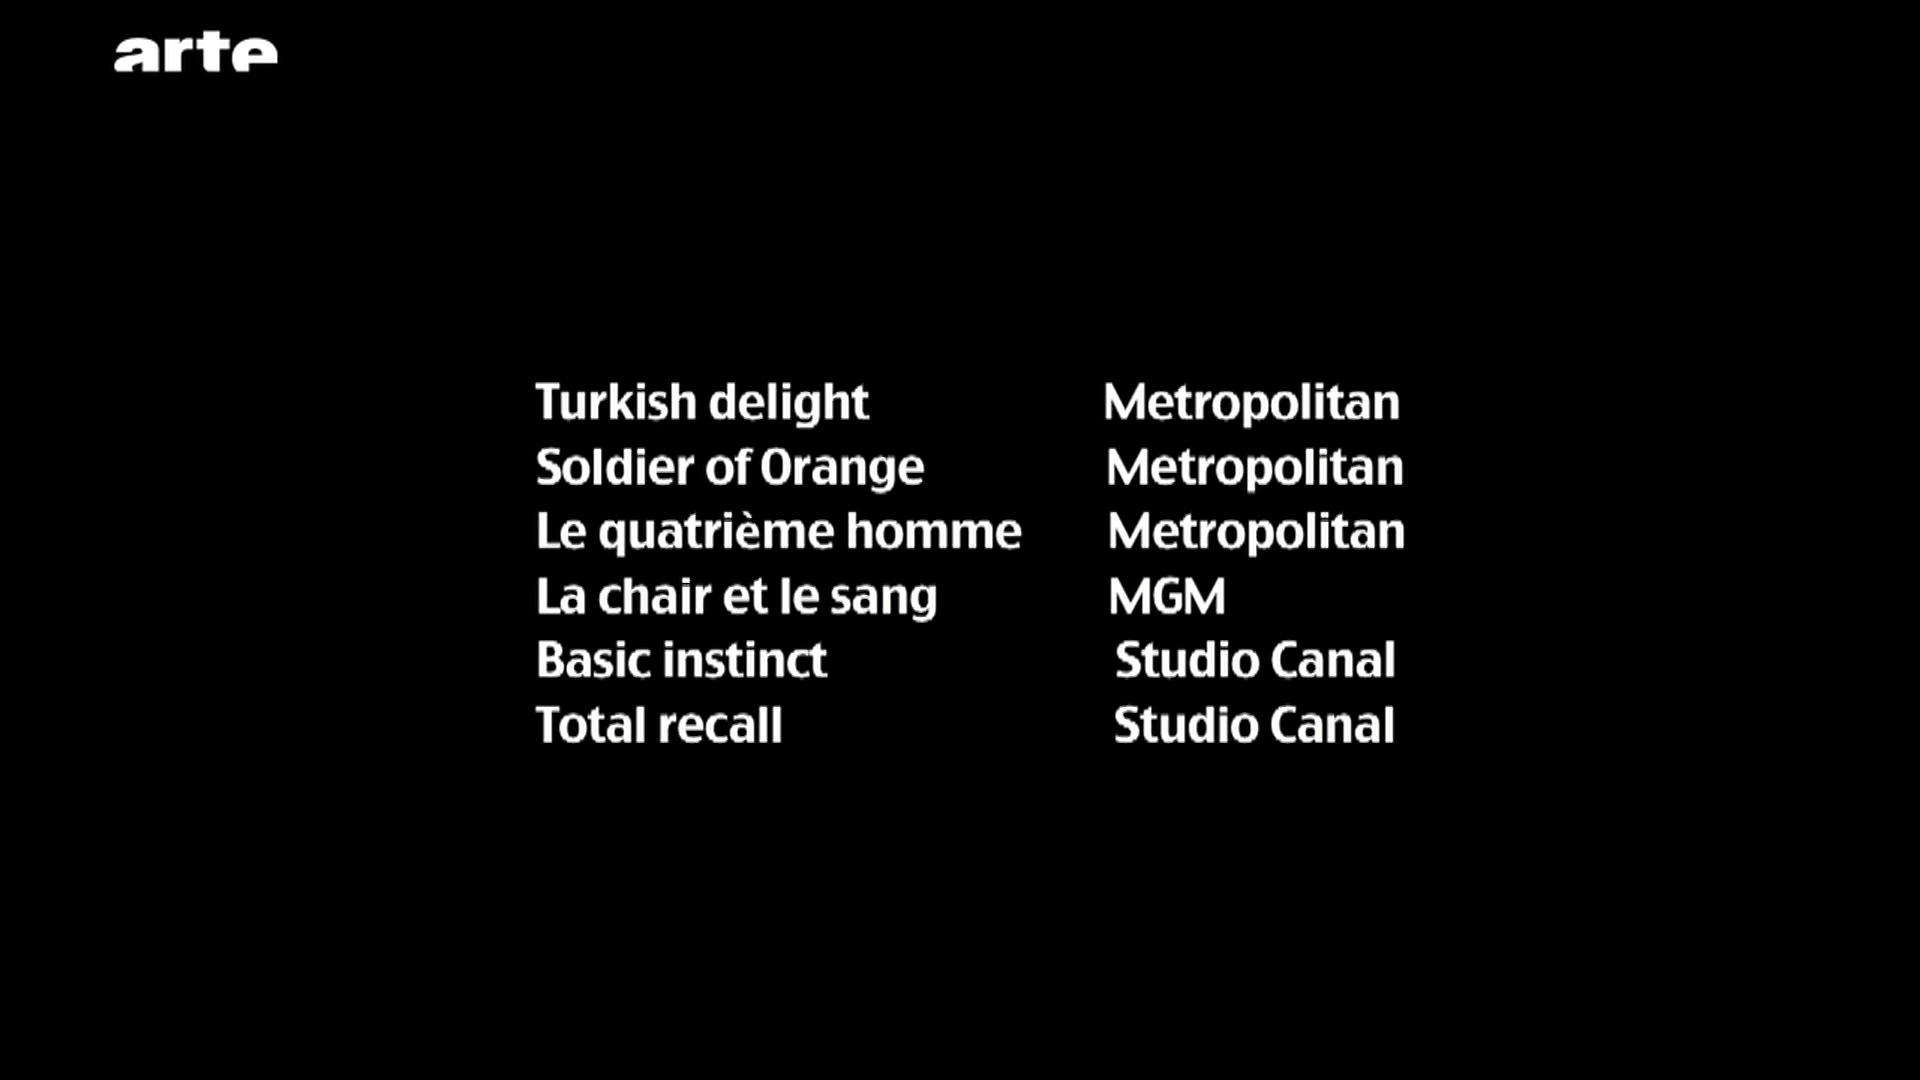 arte
Turkish delight Metropolitan
Soldier of Orange Metropolitan
Le quatrième homme Metropolitan
La chair et le sang MGM
Basic instinct Studio Canal
Total recall Studio Canal